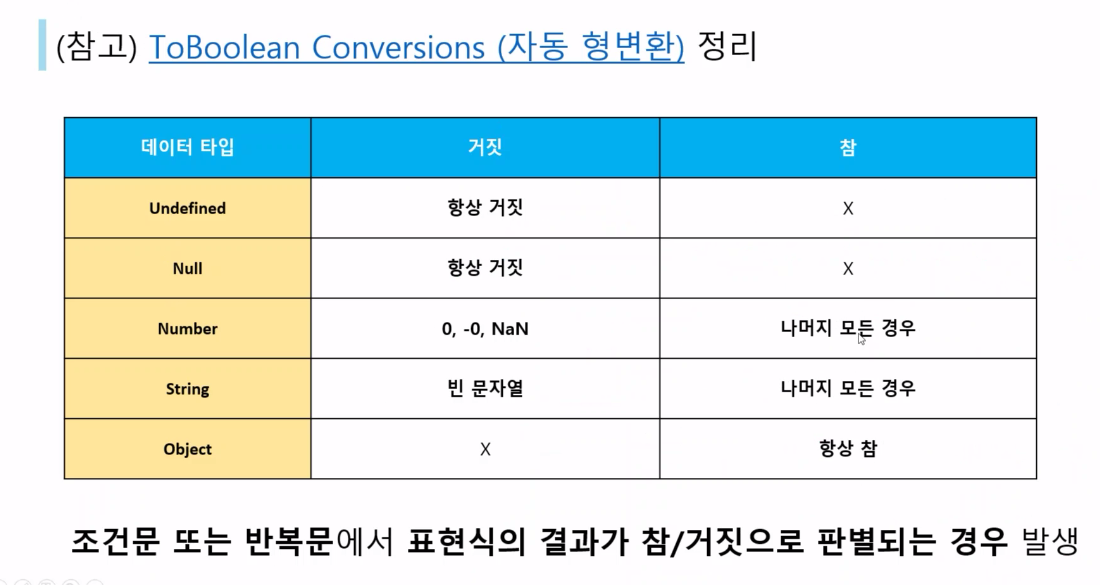 (참고) ToBoolean Conversions (자동 형변환) 정리
데이터 타입 거짓 참
Undefined 항상 거짓 X
Null 항상 거짓 X
Number 0, -0, NaN 나머지 모든 경우
String 빈 문자열 나머지 모든 경우
Object X 항상 참
조건문 또는 반복문에서 표현식의 결과가 참/거짓으로 판별되는 경우 발생